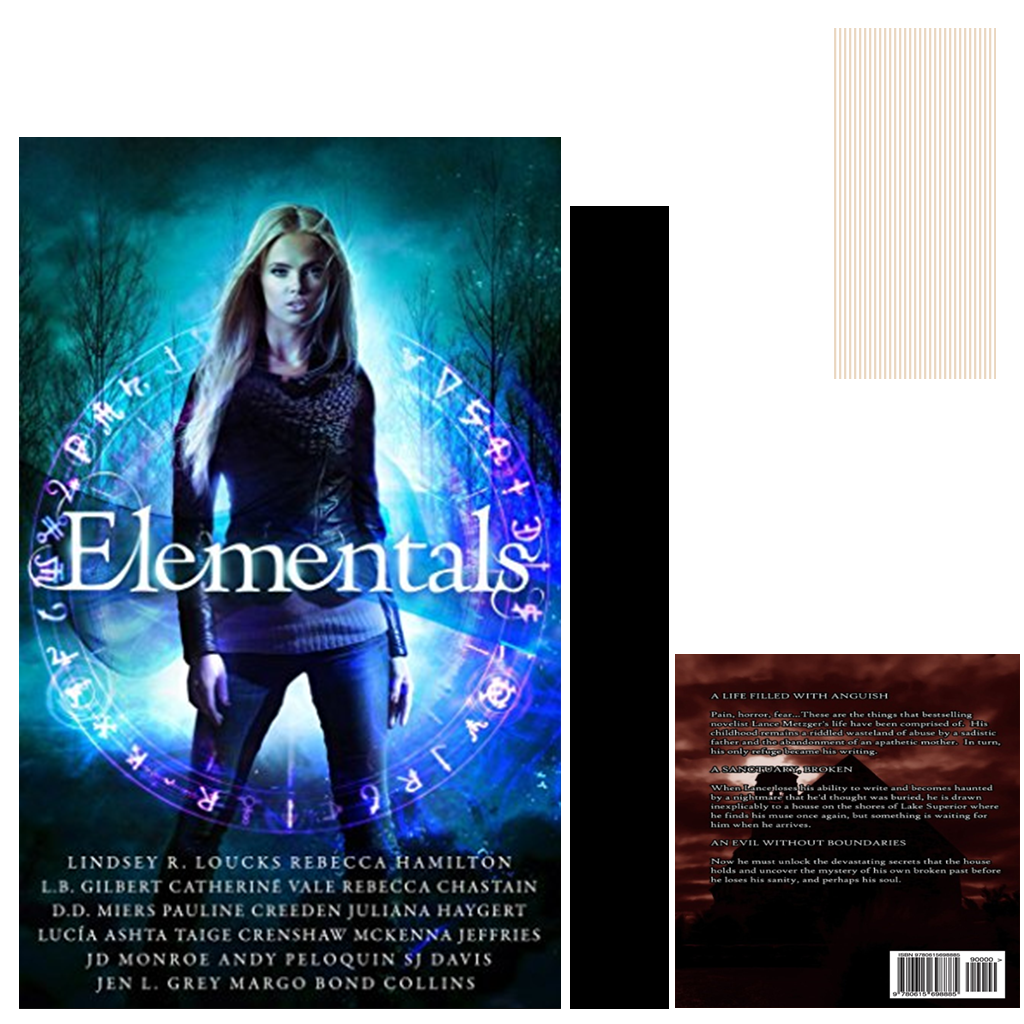 Elementals
LINDSEY R. LOUCKS REBECCA HAMILTON
L.B. GILBERT CATHERINE VALE REBECCA CHASTAIN
D.D. MIERS PAULINE CREEDEN JULIANA HAYGERT
LUCÍA ASHTA TAIGE CRENSHAW MCKENNA JEFFRIES
JD MONROE ANDY PELOQUIN SJ DAVIS
JEN L. GREY MARGO BOND COLLINS
A LIFE FILLED WITH ANGUISH
Pain, horror, fear...These are the things that bestselling
novelist Lance Metzger's life have been comprised of. His
childhood remains a riddled wasteland of abuse by a sadistic
father and the abandonment of an apathetic mother. In turn,
his only refuge became his writing.
A SANCTUARY, BROKEN
When Lance loses his ability to write and becomes haunted
by a nightmare that he'd thought was buried, he is drawn
inexplicably to a house on the shores of Lake Superior where
he finds his muse once again, but something is waiting for
him when he arrives.
AN EVIL WITHOUT BOUNDARIES
Now he must unlock the devastating secrets that the house
holds and uncover the mystery of his own broken past before
he loses his sanity, and perhaps his soul.
ISBN 9780615698885
90000
9 780615 698885